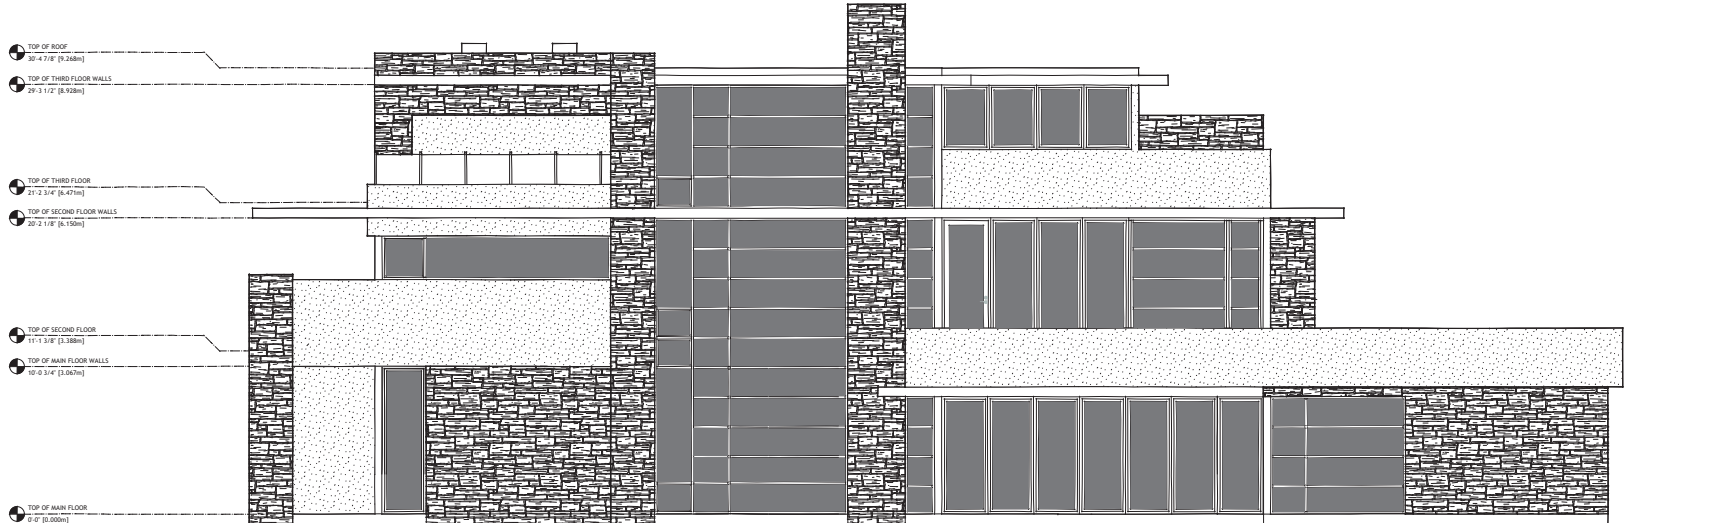 TOP OF ROOF
30'-4 7/8" [9.268m]
TOP OF THIRD FLOOR WALLS
29'-3 1/2" [8.928m]
TOP OF THIRD FLOOR
21'-2 3/4" [6.471m]
TOP OF SECOND FLOOR WALLS
20'-2 1/8" [6.150m]
TOP OF SECOND FLOOR
11'-1 3/8" [3.388m]
TOP OF MAIN FLOOR WALLS
10'-0 3/4" [3.067m]
TOP OF MAIN FLOOR
0'-0" [0.000m]